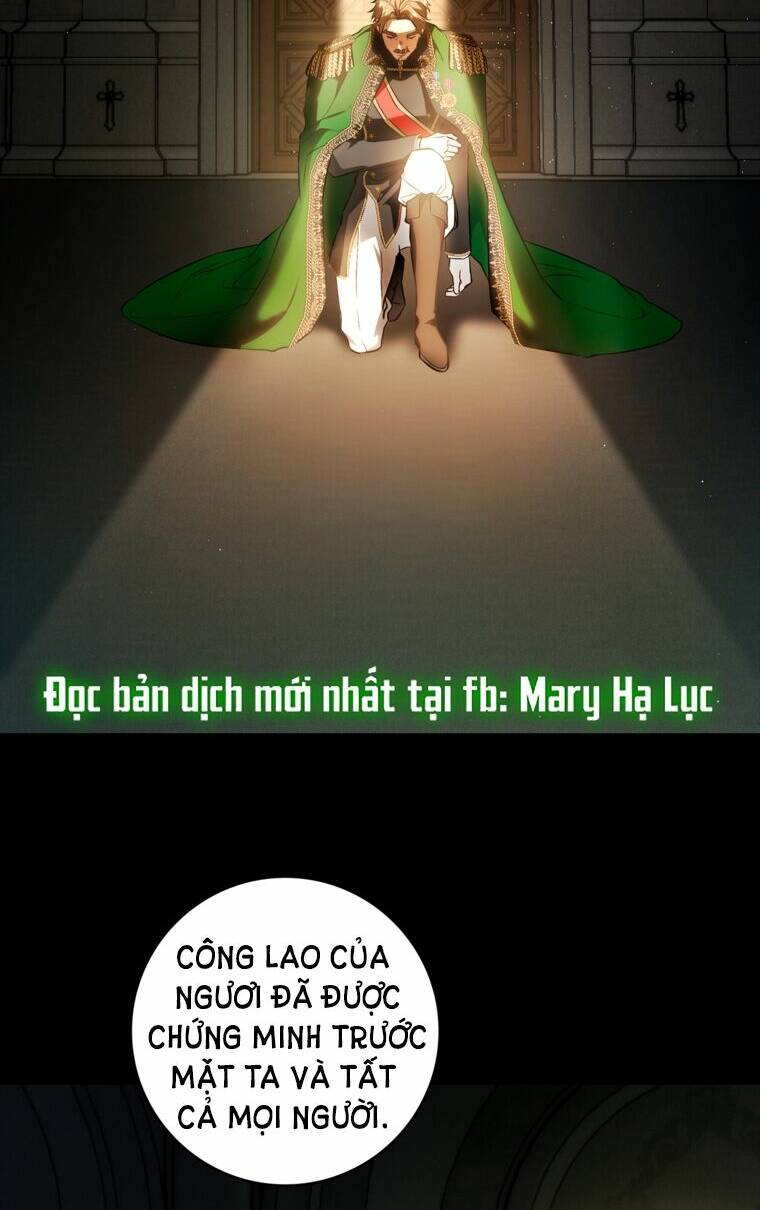 Đọc bản dịch mới nhất tại fb: Mary Hạ Lục
CÔNG LAO CỦA
NGƯƠI ĐÃ ĐƯỢC
CHỨNG MINH TRƯỚC
MẶT TA VÀ TẤT
CẢ MỌI NGƯỜI.